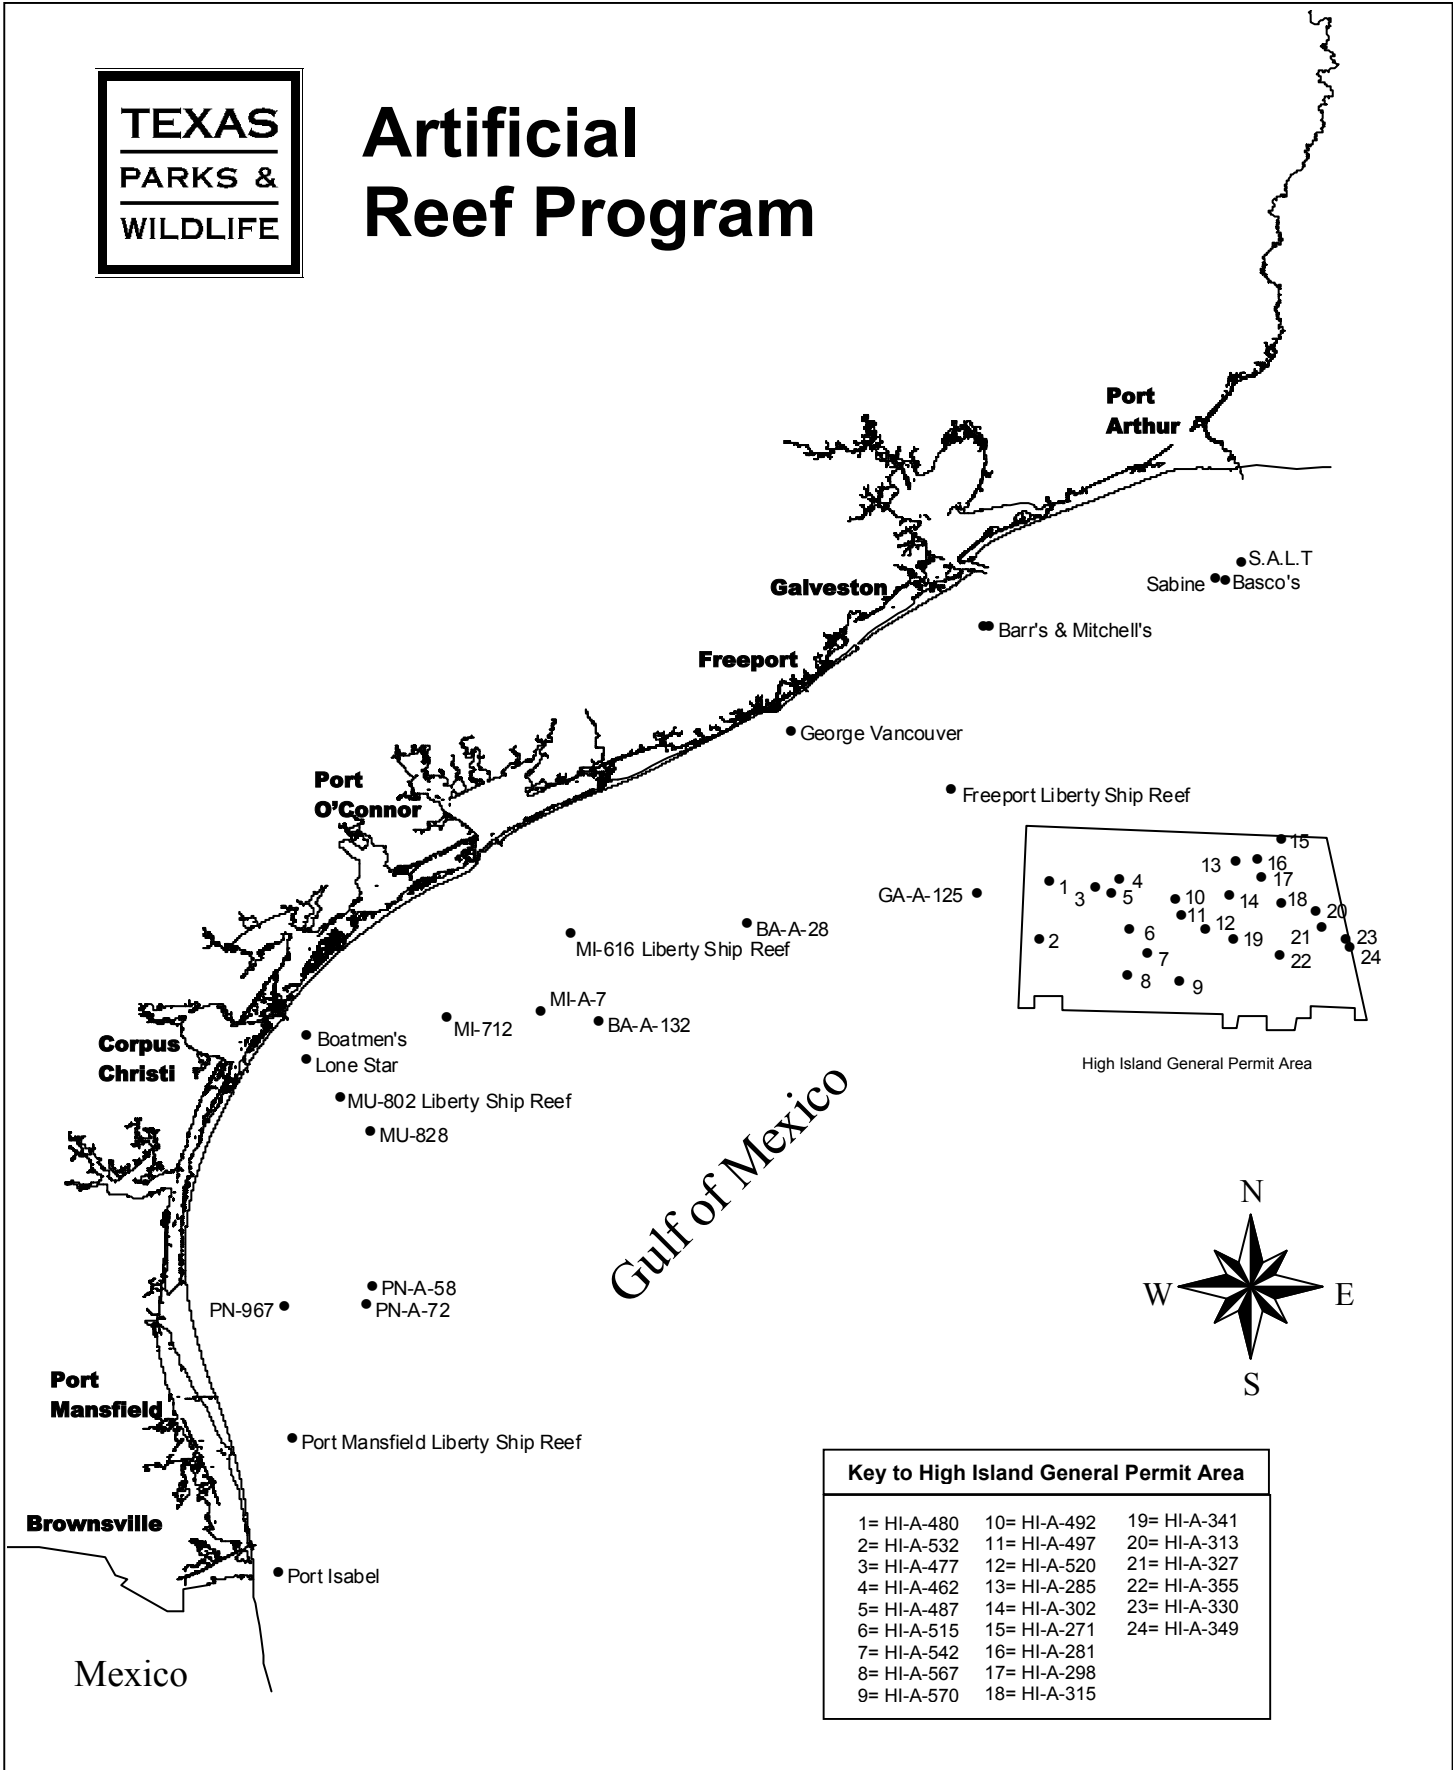 TEXAS
PARKS &
WILDLIFE
Artificial
Reef Program
Port
Arthur
S.A.L.T
Sabine
Basco's
Galveston
Barr's & Mitchell's
Freeport
George Vancouver
Port
O'Connor
Freeport Liberty Ship Reef
15
13
16
17
1
3
4
5
GA-A-125
10
14
18
11
20
BA-A-28
2
6
12
19
21
23
MI-616 Liberty Ship Reef
7
22
24
8
9
MI-A-7
MI-712
BA-A-132
Boatmen's
Corpus
Christi
Lone Star
High Island General Permit Area
MU-802 Liberty Ship Reef
MU-828
Gulf of Mexico
N
W
E
S
PN-A-58
PN-967
PN-A-72
Port
Mansfield
Port Mansfield Liberty Ship Reef
Brownsville
Port Isabel
Mexico
Key to High Island General Permit Area
1= HI-A-480
2= HI-A-532
3= HI-A-477
4= HI-A-462
5= HI-A-487
6= HI-A-515
7= HI-A-542
8= HI-A-567
9= HI-A-570
10= HI-A-492
11= HI-A-497
12= HI-A-520
13= HI-A-285
14= HI-A-302
15= HI-A-271
16= HI-A-281
17= HI-A-298
18= HI-A-315
19= HI-A-341
20= HI-A-313
21= HI-A-327
22= HI-A-355
23= HI-A-330
24= HI-A-349